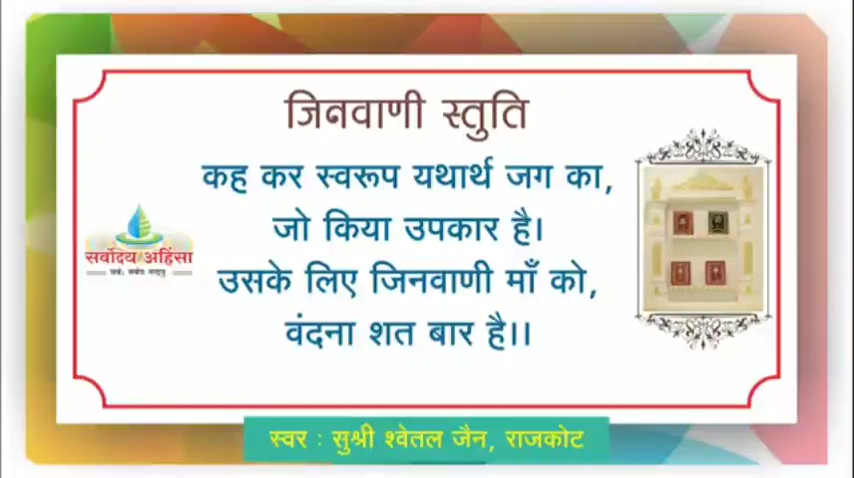 जिनवाणी स्तुति
कह कर स्वरूप यथार्थ जग का,
जो किया उपकार है।
उसके लिए जिनवाणी माँ को,
वंदना शत बार है।।
सर्वोदय अहिंसा
स्वर : सुश्री श्वेतल जैन, राजकोट